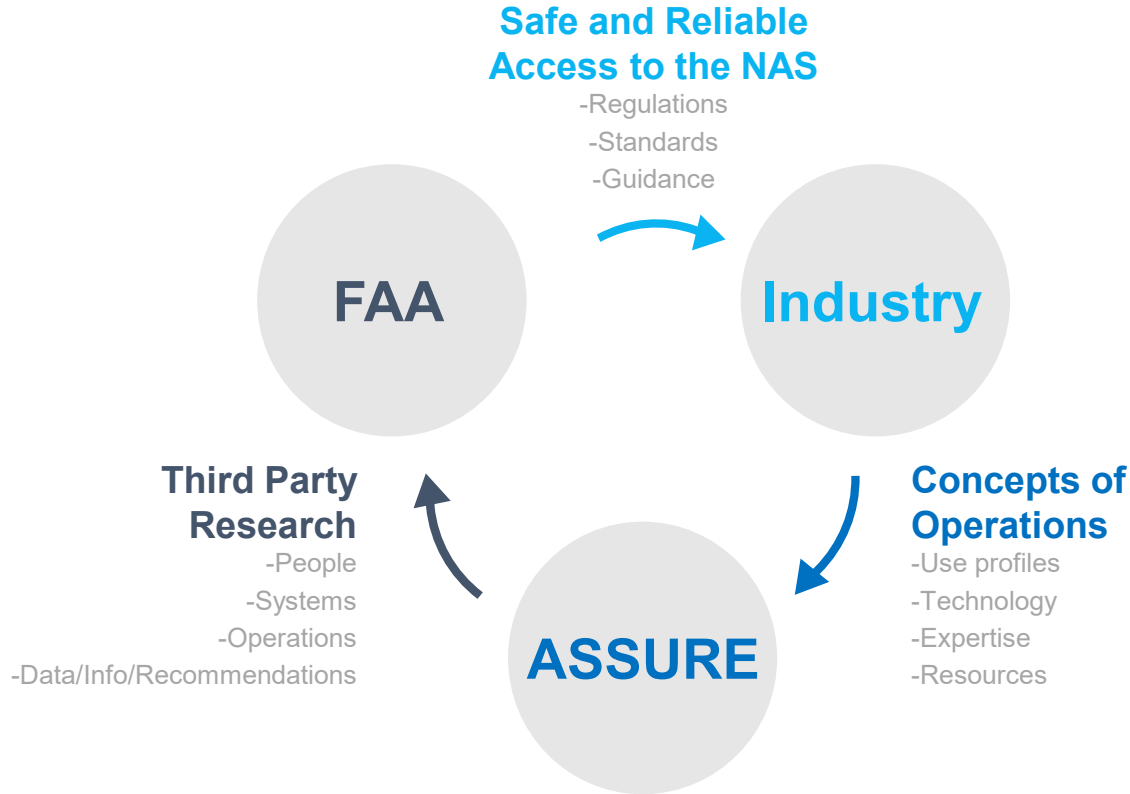 Safe and Reliable
Access to the NAS
-Regulations
-Standards
-Guidance
FAA
Industry
Third Party
Research
-People
-Systems
-Operations
-Data/Info/Recommendations
Concepts of
Operations
-Use profiles
-Technology
-Expertise
-Resources
ASSURE